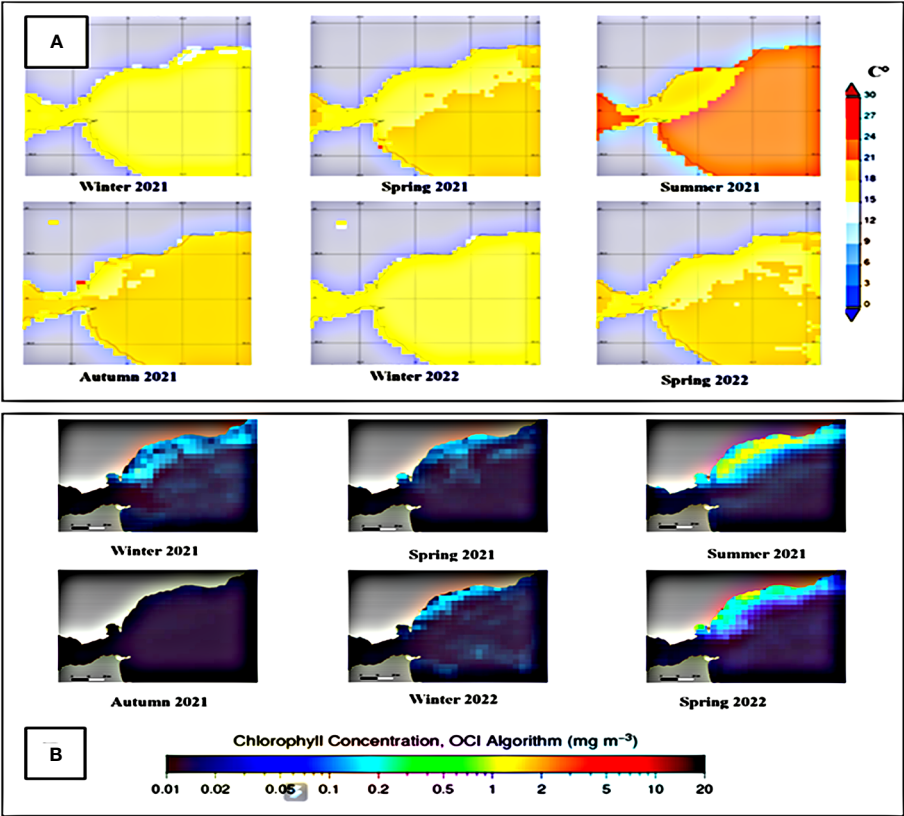 A
Winter 2021
Spring 2021
Summer 2021
C°
30
27
24
21
18
15
12
9
6
3
0
Autumn 2021
Winter 2022
Spring 2022
Winter 2021
Spring 2021
Summer 2021
Autumn 2021
Winter 2022
Spring 2022
B
Chlorophyll Concentration, OCI Algorithm (mg m⁻³)
0.01 0.02 0.05 0.1 0.2 0.5 1 2 5 10 20